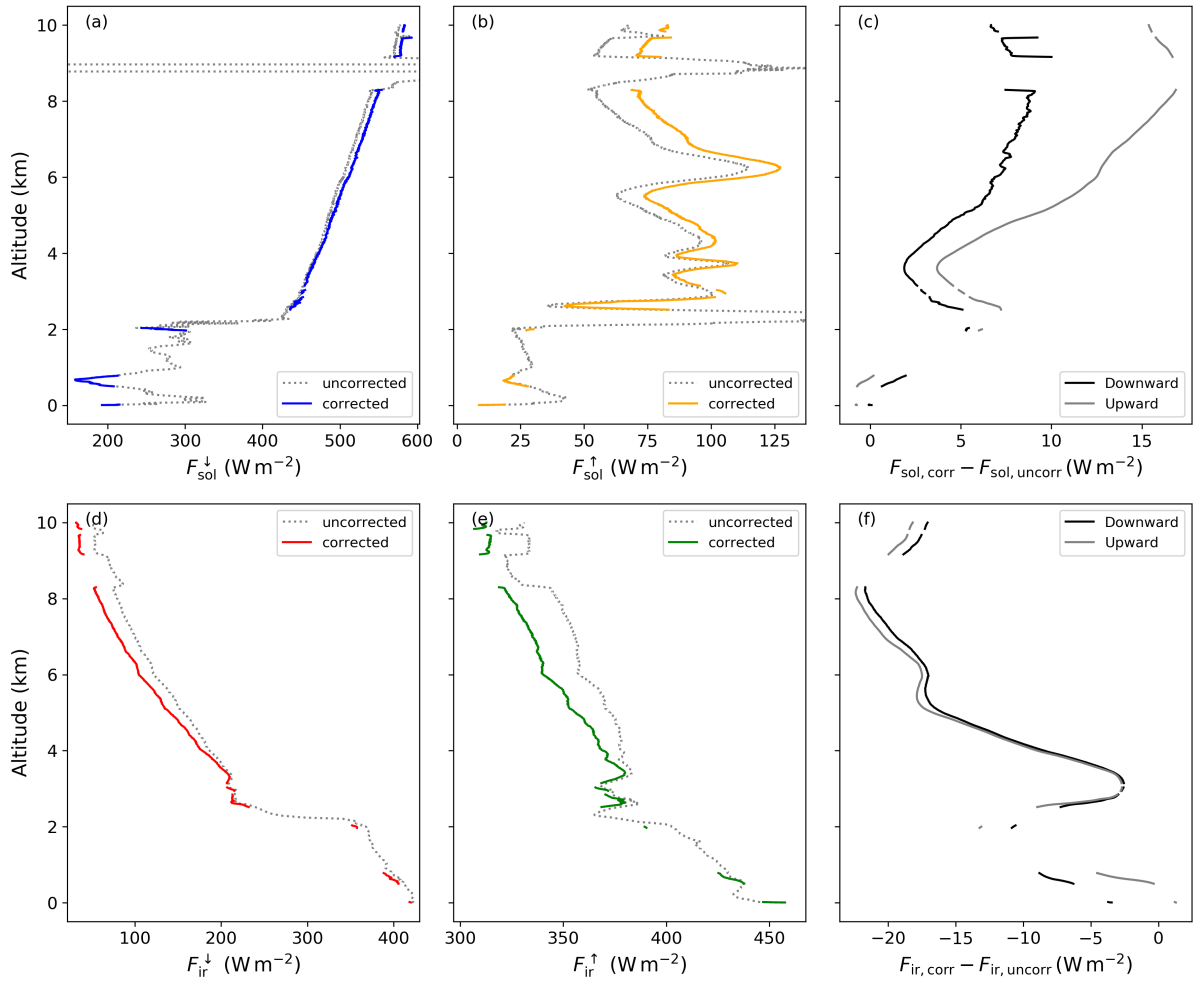 (a)
(b)
(c)
10
8
6
4
2
0
Altitude (km)
uncorrected
corrected
uncorrected
corrected
Downward
Upward
200 300 400 500 600
0 25 50 75 100 125
0 5 10 15
F↓sol (W m−2)
F↑sol (W m−2)
Fsol, corr − Fsol, uncorr (W m−2)
(d)
(e)
(f)
uncorrected
corrected
uncorrected
corrected
Downward
Upward
10
8
6
4
2
0
Altitude (km)
100 200 300 400
300 350 400 450
−20 −15 −10 −5 0
F↓ir (W m−2)
F↑ir (W m−2)
Fir, corr − Fir, uncorr (W m−2)